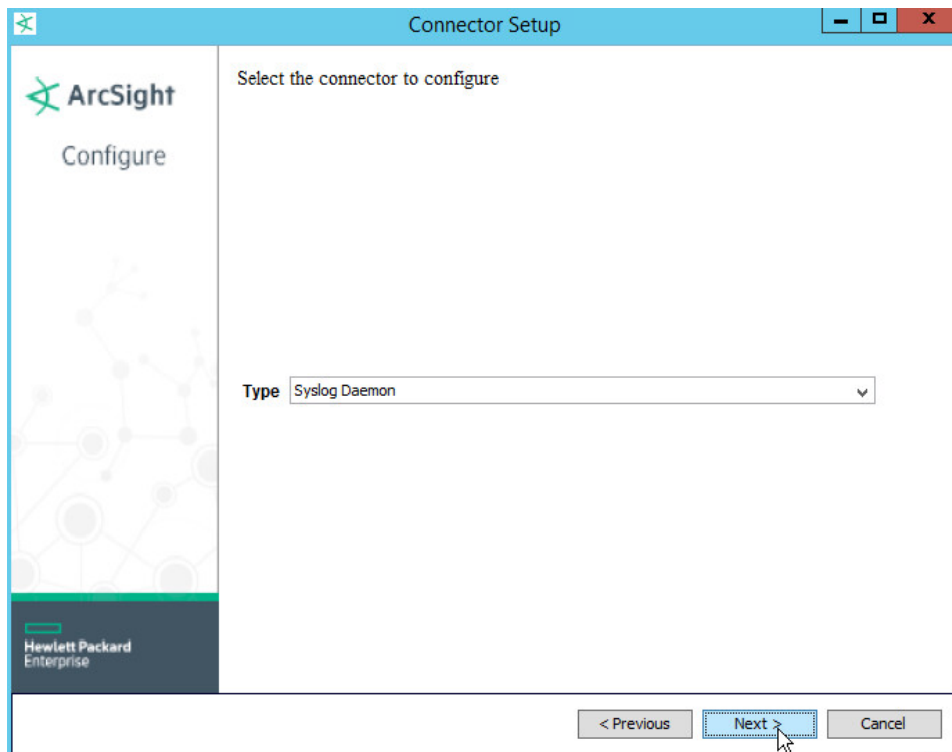 Connector Setup
ArcSight
Configure
Select the connector to configure
Type Syslog Daemon
Hewlett Packard
Enterprise
< Previous Next > Cancel